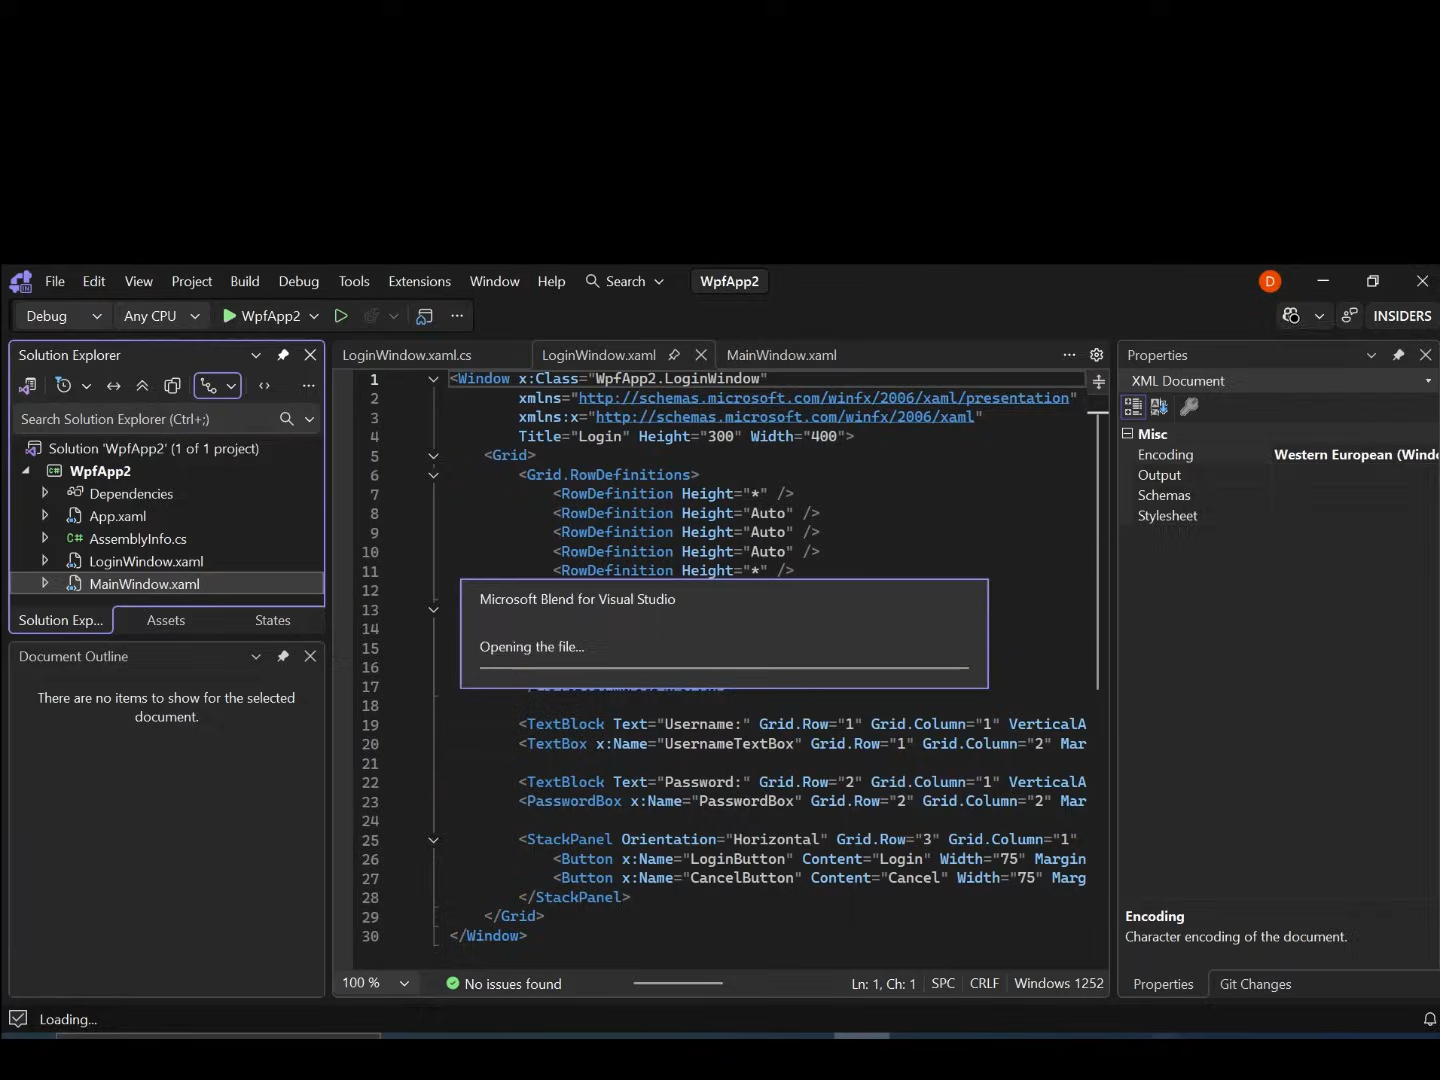 File Edit View Project Build Debug Tools Extensions Window Help Search WpfApp2 D
Debug Any CPU WpfApp2 INSIDERS
Solution Explorer
Search Solution Explorer (Ctrl+;)
Solution 'WpfApp2' (1 of 1 project)
WpfApp2
Dependencies
App.xaml
C# AssemblyInfo.cs
LoginWindow.xaml
MainWindow.xaml
Solution Exp... Assets States
Document Outline
There are no items to show for the selected
document.
LoginWindow.xaml.cs LoginWindow.xaml MainWindow.xaml
1 <Window x:Class="WpfApp2.LoginWindow"
2 xmlns="http://schemas.microsoft.com/winfx/2006/xaml/presentation"
3 xmlns:x="http://schemas.microsoft.com/winfx/2006/xaml"
4 Title="Login" Height="300" Width="400">
5 <Grid>
6 <Grid.RowDefinitions>
7 <RowDefinition Height="*" />
8 <RowDefinition Height="Auto" />
9 <RowDefinition Height="Auto" />
10 <RowDefinition Height="Auto" />
11 <RowDefinition Height="*" />
12
13
14
15
16
17
18
19 <TextBlock Text="Username:" Grid.Row="1" Grid.Column="1" VerticalA
20 <TextBox x:Name="UsernameTextBox" Grid.Row="1" Grid.Column="2" Mar
21
22 <TextBlock Text="Password:" Grid.Row="2" Grid.Column="1" VerticalA
23 <PasswordBox x:Name="PasswordBox" Grid.Row="2" Grid.Column="2" Mar
24
25 <StackPanel Orientation="Horizontal" Grid.Row="3" Grid.Column="1"
26 <Button x:Name="LoginButton" Content="Login" Width="75" Margin
27 <Button x:Name="CancelButton" Content="Cancel" Width="75" Marg
28 </StackPanel>
29 </Grid>
30 </Window>
Microsoft Blend for Visual Studio
Opening the file...
100 % No issues found Ln: 1, Ch: 1 SPC CRLF Windows 1252
Properties
XML Document
Misc
Encoding Western European (Wind
Output
Schemas
Stylesheet
Encoding
Character encoding of the document.
Properties Git Changes
Loading...